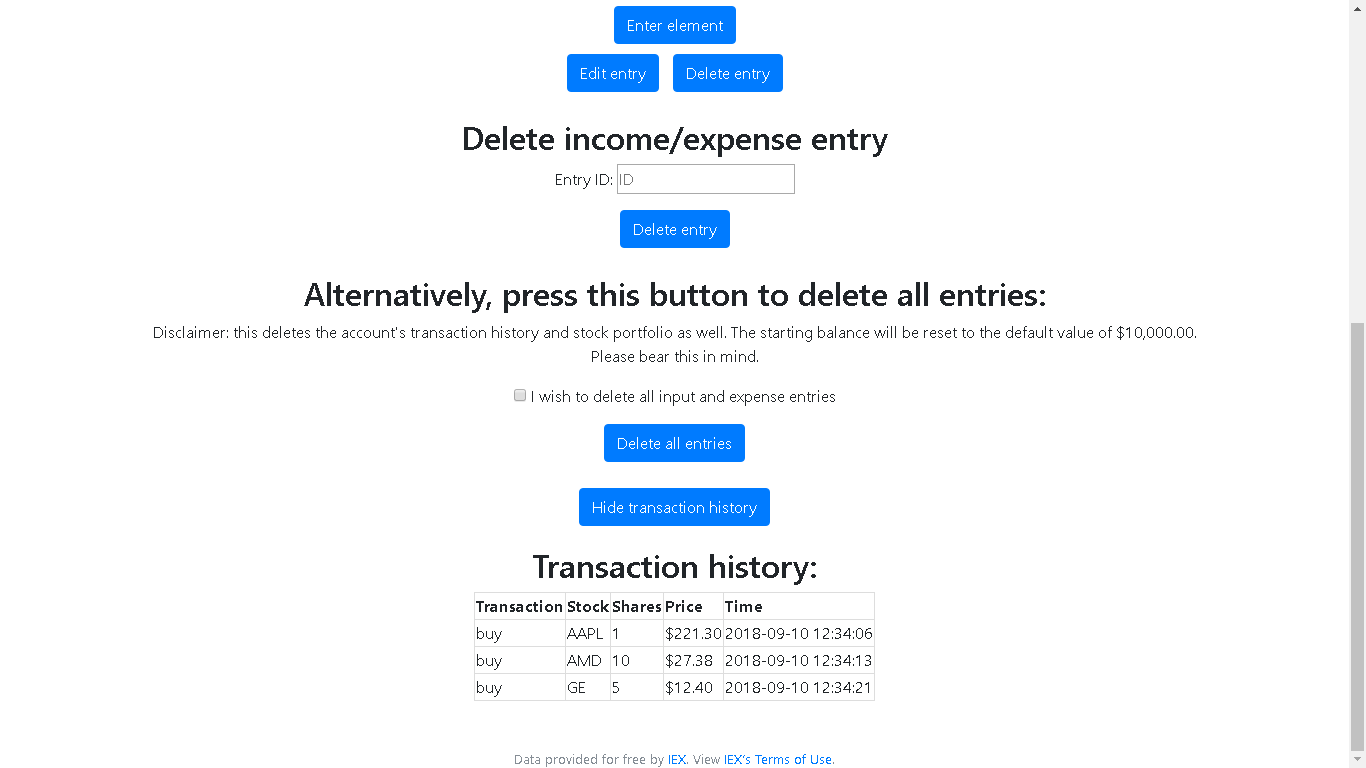 Enter element
Edit entry Delete entry
Delete income/expense entry
Entry ID: ID
Delete entry
Alternatively, press this button to delete all entries:
Disclaimer: this deletes the account's transaction history and stock portfolio as well. The starting balance will be reset to the default value of $10,000.00.
Please bear this in mind.
I wish to delete all input and expense entries
Delete all entries
Hide transaction history
Transaction history:
Transaction Stock Shares Price Time
buy AAPL 1 $221.30 2018-09-10 12:34:06
buy AMD 10 $27.38 2018-09-10 12:34:13
buy GE 5 $12.40 2018-09-10 12:34:21
Data provided for free by IEX. View IEX's Terms of Use.